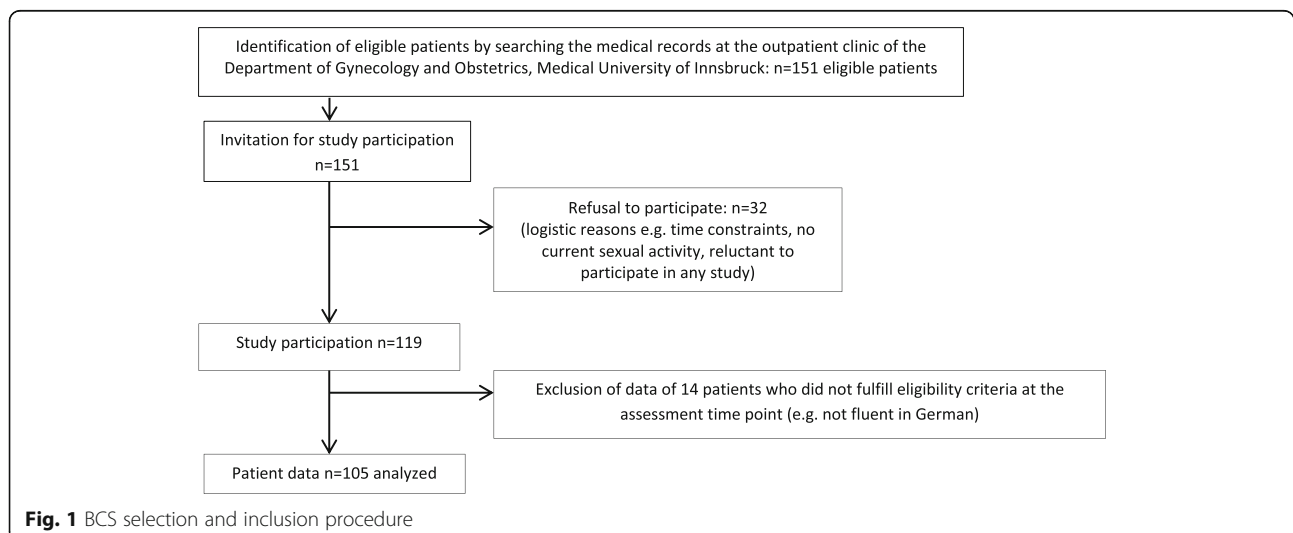 Identification of eligible patients by searching the medical records at the outpatient clinic of the
Department of Gynecology and Obstetrics, Medical University of Innsbruck: n=151 eligible patients
Invitation for study participation
n=151
Refusal to participate: n=32
(logistic reasons e.g. time constraints, no
current sexual activity, reluctant to
participate in any study)
Study participation n=119
Exclusion of data of 14 patients who did not fulfill eligibility criteria at the
assessment time point (e.g. not fluent in German)
Patient data n=105 analyzed
Fig. 1 BCS selection and inclusion procedure